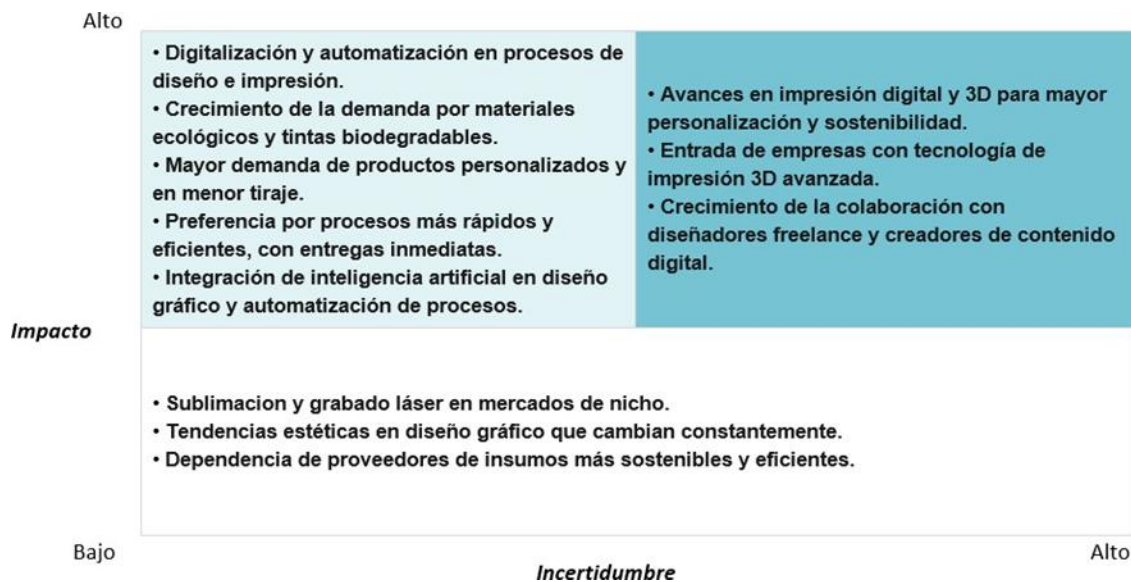 Alto
• Digitalización y automatización en procesos de
diseño e impresión.
• Crecimiento de la demanda por materiales
ecológicos y tintas biodegradables.
• Mayor demanda de productos personalizados y
en menor tiraje.
• Preferencia por procesos más rápidos y
eficientes, con entregas inmediatas.
• Integración de inteligencia artificial en diseño
gráfico y automatización de procesos.
• Avances en impresión digital y 3D para mayor
personalización y sostenibilidad.
• Entrada de empresas con tecnología de
impresión 3D avanzada.
• Crecimiento de la colaboración con
diseñadores freelance y creadores de contenido
digital.
Impacto
• Sublimacion y grabado láser en mercados de nicho.
• Tendencias estéticas en diseño gráfico que cambian constantemente.
• Dependencia de proveedores de insumos más sostenibles y eficientes.
Bajo
Alto
Incertidumbre